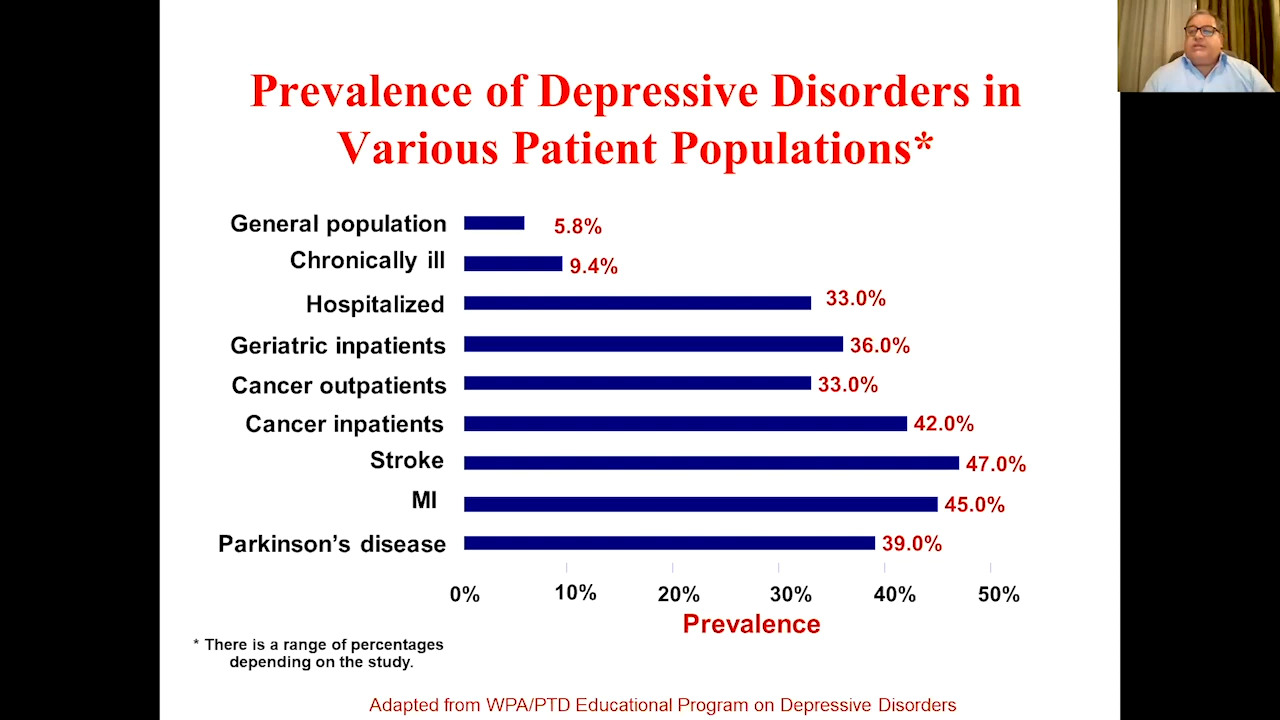 Prevalence of Depressive Disorders in
Various Patient Populations*
General population 5.8%
Chronically ill 9.4%
Hospitalized 33.0%
Geriatric inpatients 36.0%
Cancer outpatients 33.0%
Cancer inpatients 42.0%
Stroke 47.0%
MI 45.0%
Parkinson’s disease 39.0%
0% 10% 20% 30% 40% 50%
Prevalence
* There is a range of percentages
depending on the study.
Adapted from WPA/PTD Educational Program on Depressive Disorders